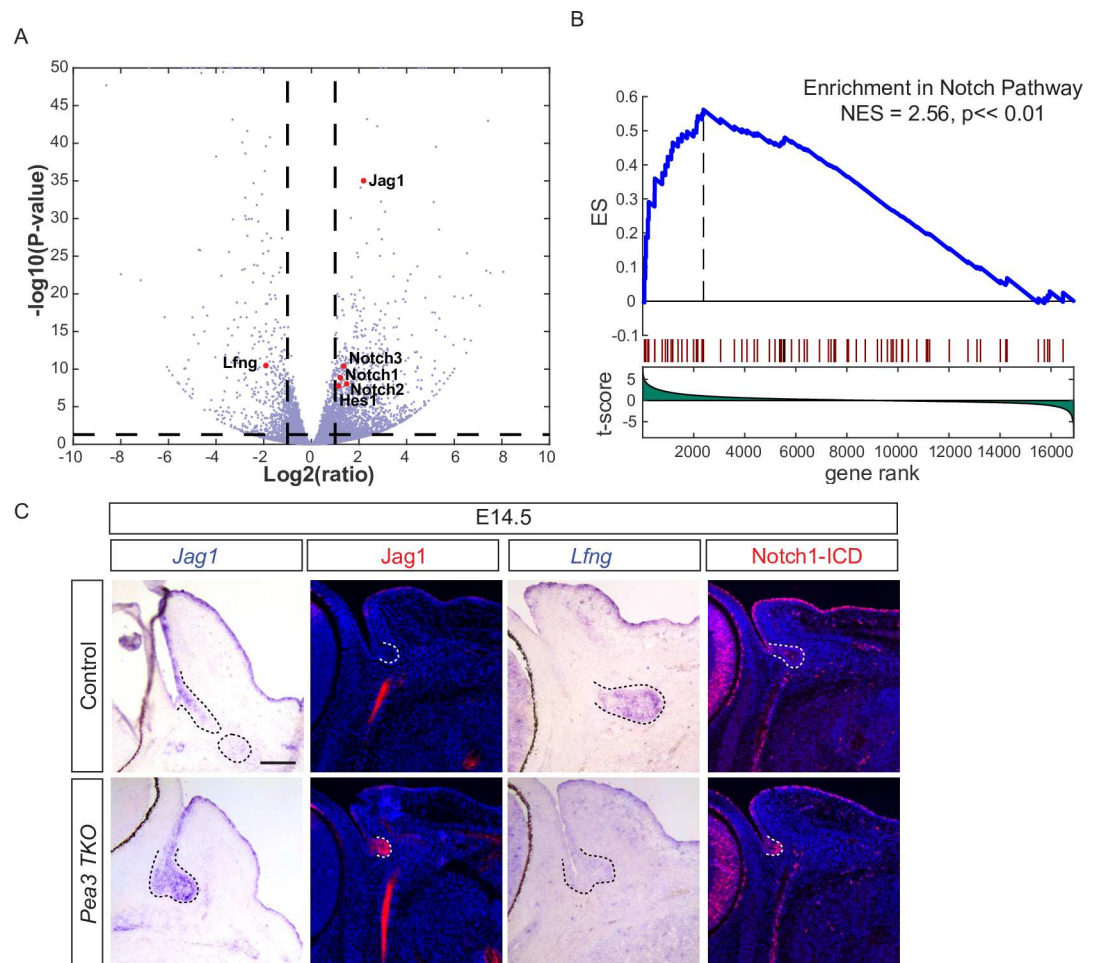 A
50
45
40
35
30
25
20
15
10
5
0
-log10(P-value)
-10 -8 -6 -4 -2 0 2 4 6 8 10
Log2(ratio)
Jag1
Lfng
Notch3
Notch1
Notch2
Hes1
B
Enrichment in Notch Pathway
NES = 2.56, p<< 0.01
0.6
0.5
0.4
0.3
0.2
0.1
0
-0.1
ES
5
0
-5
t-score
2000 4000 6000 8000 10000 12000 14000 16000
gene rank
C
E14.5
Jag1 Jag1 Lfng Notch1-ICD
Control
Pea3 TKO